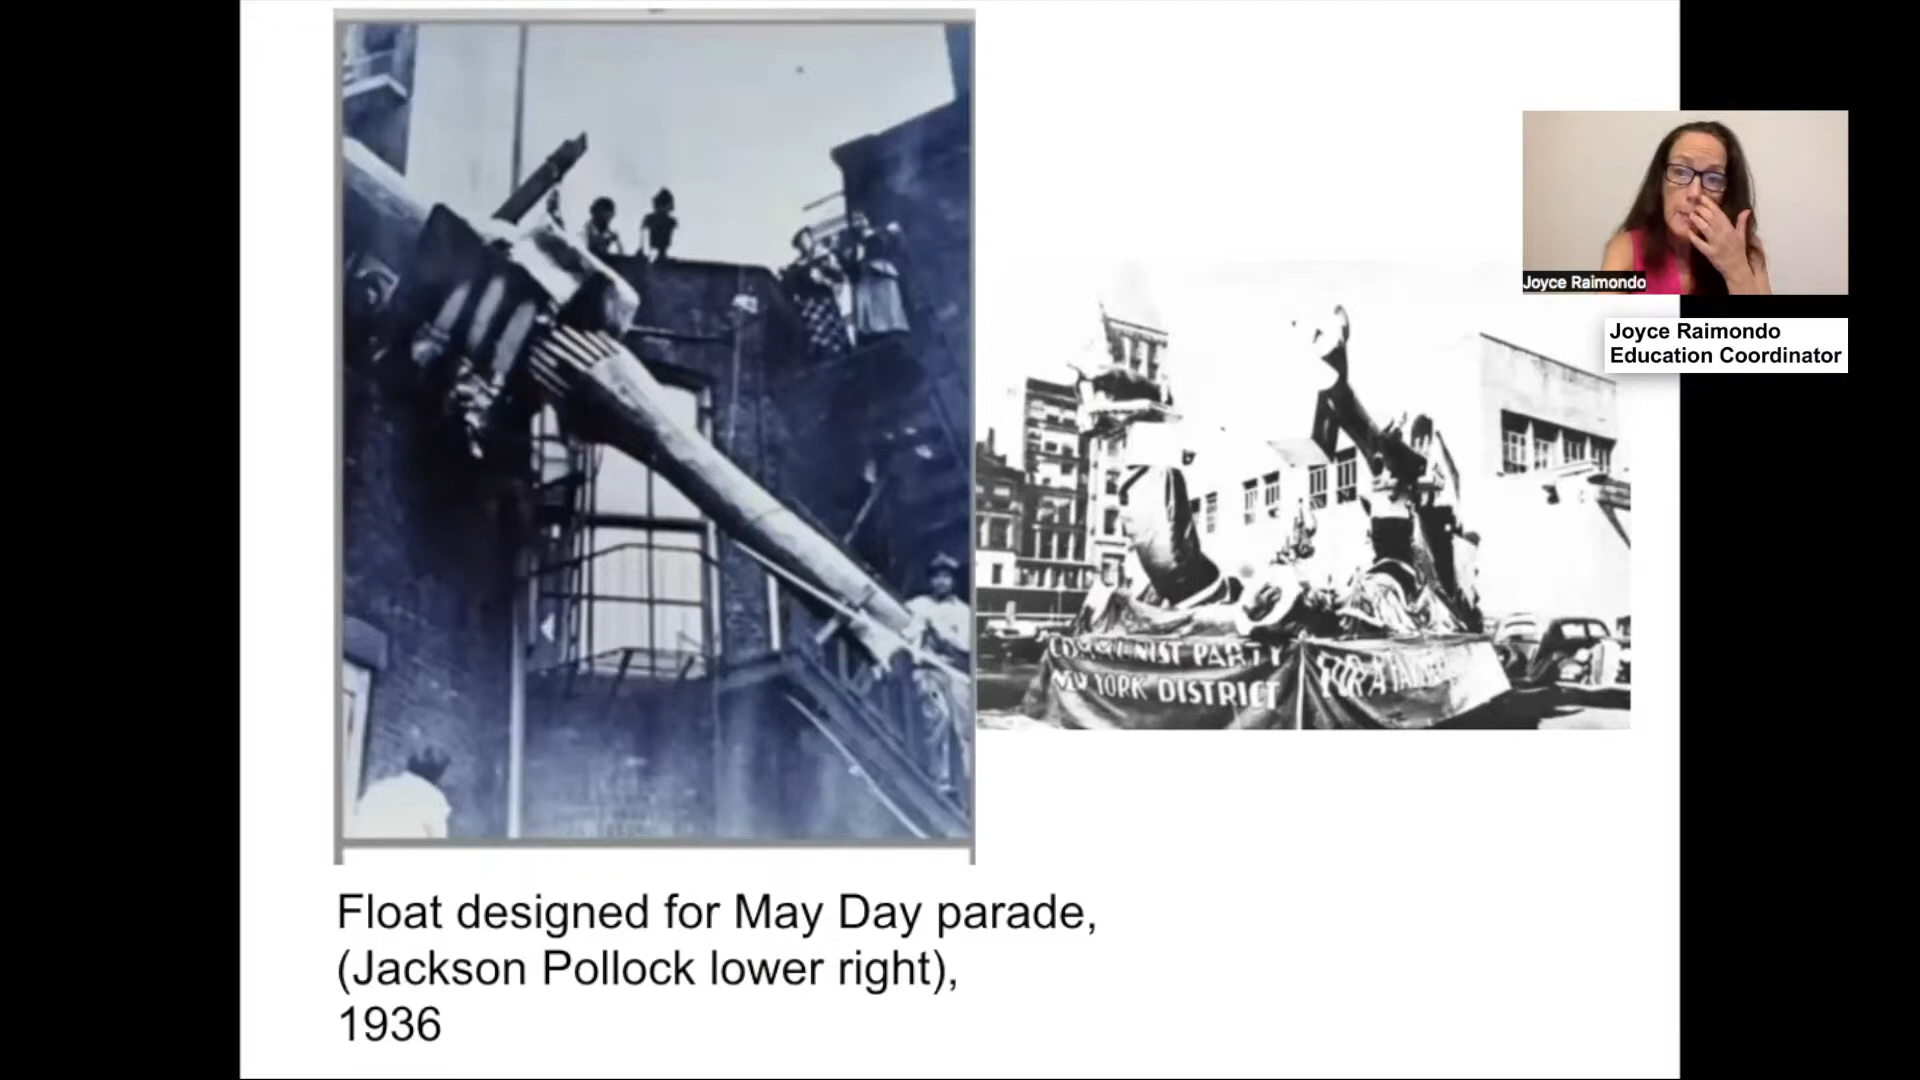 Joyce Raimondo
Joyce Raimondo
Education Coordinator
COMMUNIST PARTY
NEW YORK DISTRICT
FOR A
Float designed for May Day parade,
(Jackson Pollock lower right),
1936